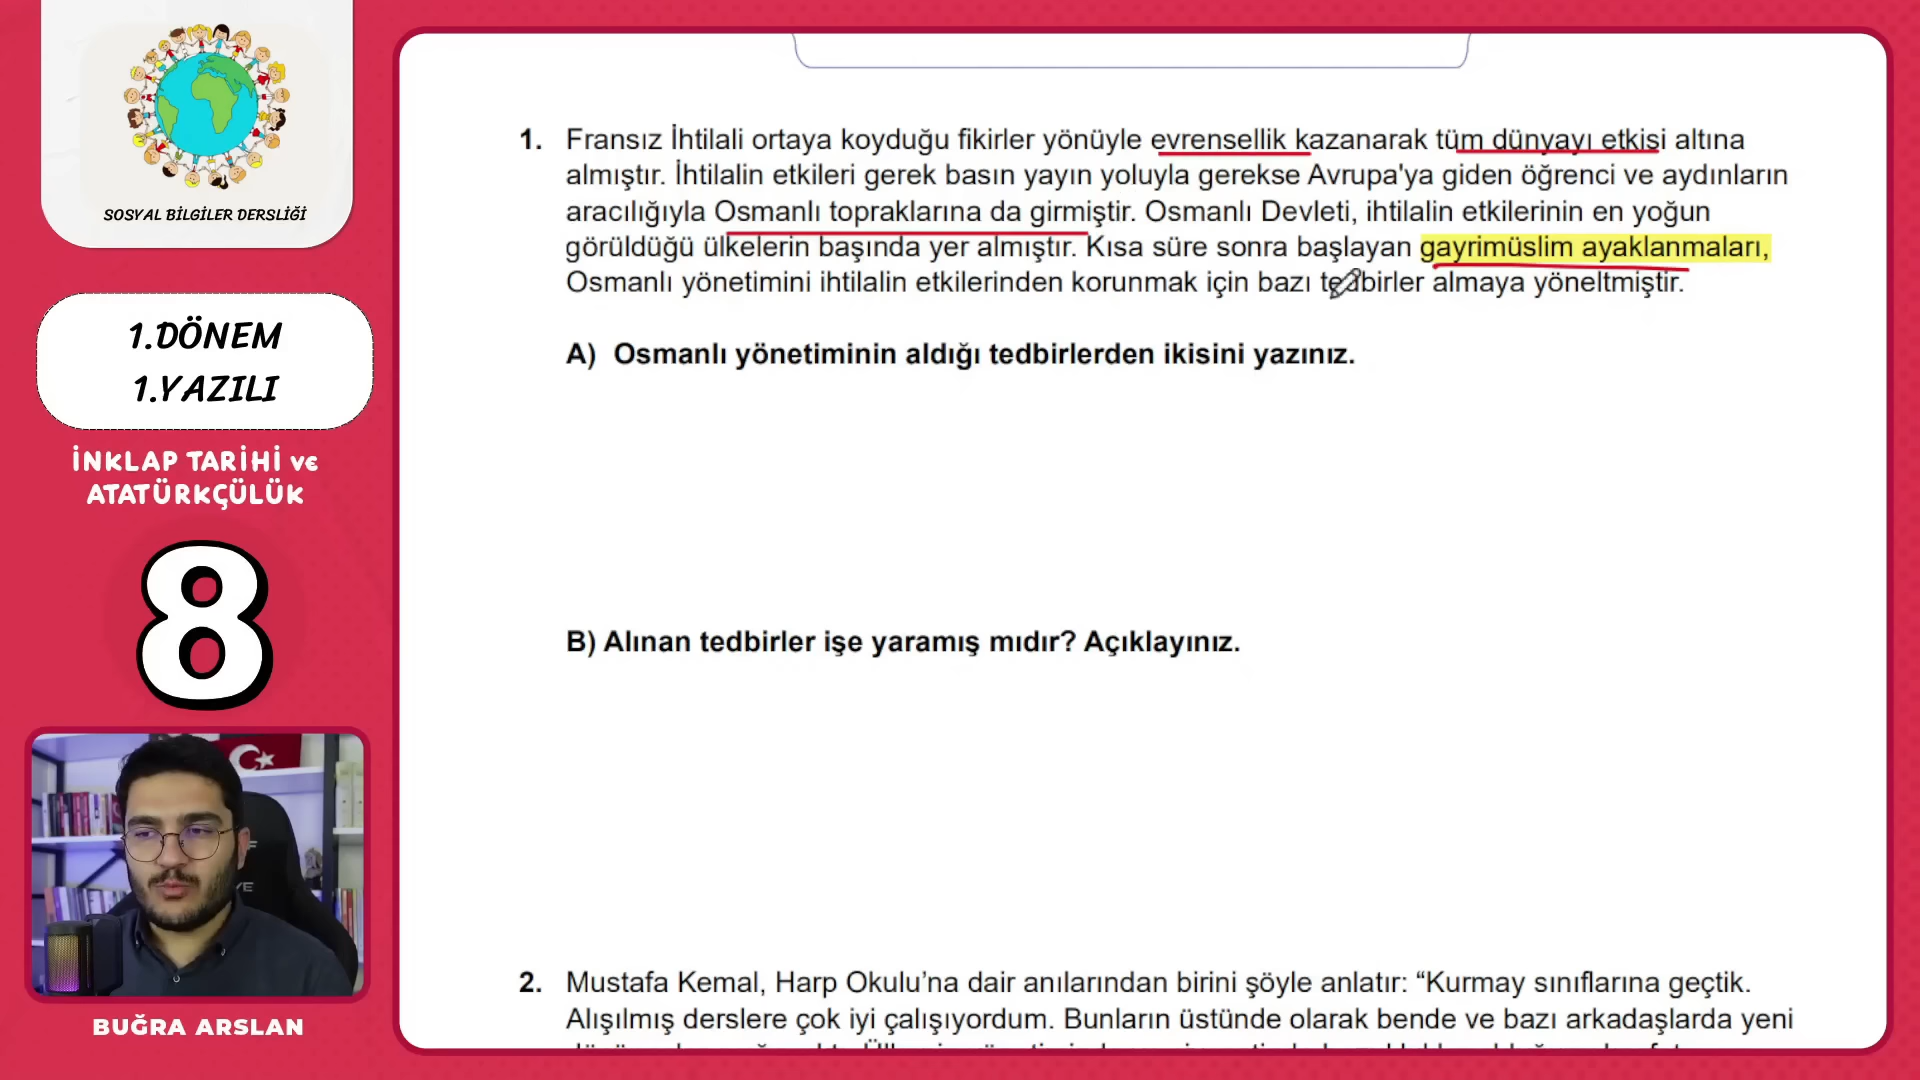 SOSYAL BİLGİLER DERSLİĞİ
1.DÖNEM
1.YAZILI
İNKLAP TARİHİ ve
ATATÜRKÇÜLÜK
8
BUĞRA ARSLAN
1. Fransız İhtilali ortaya koyduğu fikirler yönüyle evrensellik kazanarak tüm dünyayı etkisi altına
almıştır. İhtilalin etkileri gerek basın yayın yoluyla gerekse Avrupa'ya giden öğrenci ve aydınların
aracılığıyla Osmanlı topraklarına da girmiştir. Osmanlı Devleti, ihtilalin etkilerinin en yoğun
görüldüğü ülkelerin başında yer almıştır. Kısa süre sonra başlayan gayrimüslim ayaklanmaları,
Osmanlı yönetimini ihtilalin etkilerinden korunmak için bazı tedbirler almaya yöneltmiştir.
A) Osmanlı yönetiminin aldığı tedbirlerden ikisini yazınız.
B) Alınan tedbirler işe yaramış mıdır? Açıklayınız.
2. Mustafa Kemal, Harp Okulu’na dair anılarından birini şöyle anlatır: “Kurmay sınıflarına geçtik.
Alışılmış derslere çok iyi çalışıyordum. Bunların üstünde olarak bende ve bazı arkadaşlarda yeni